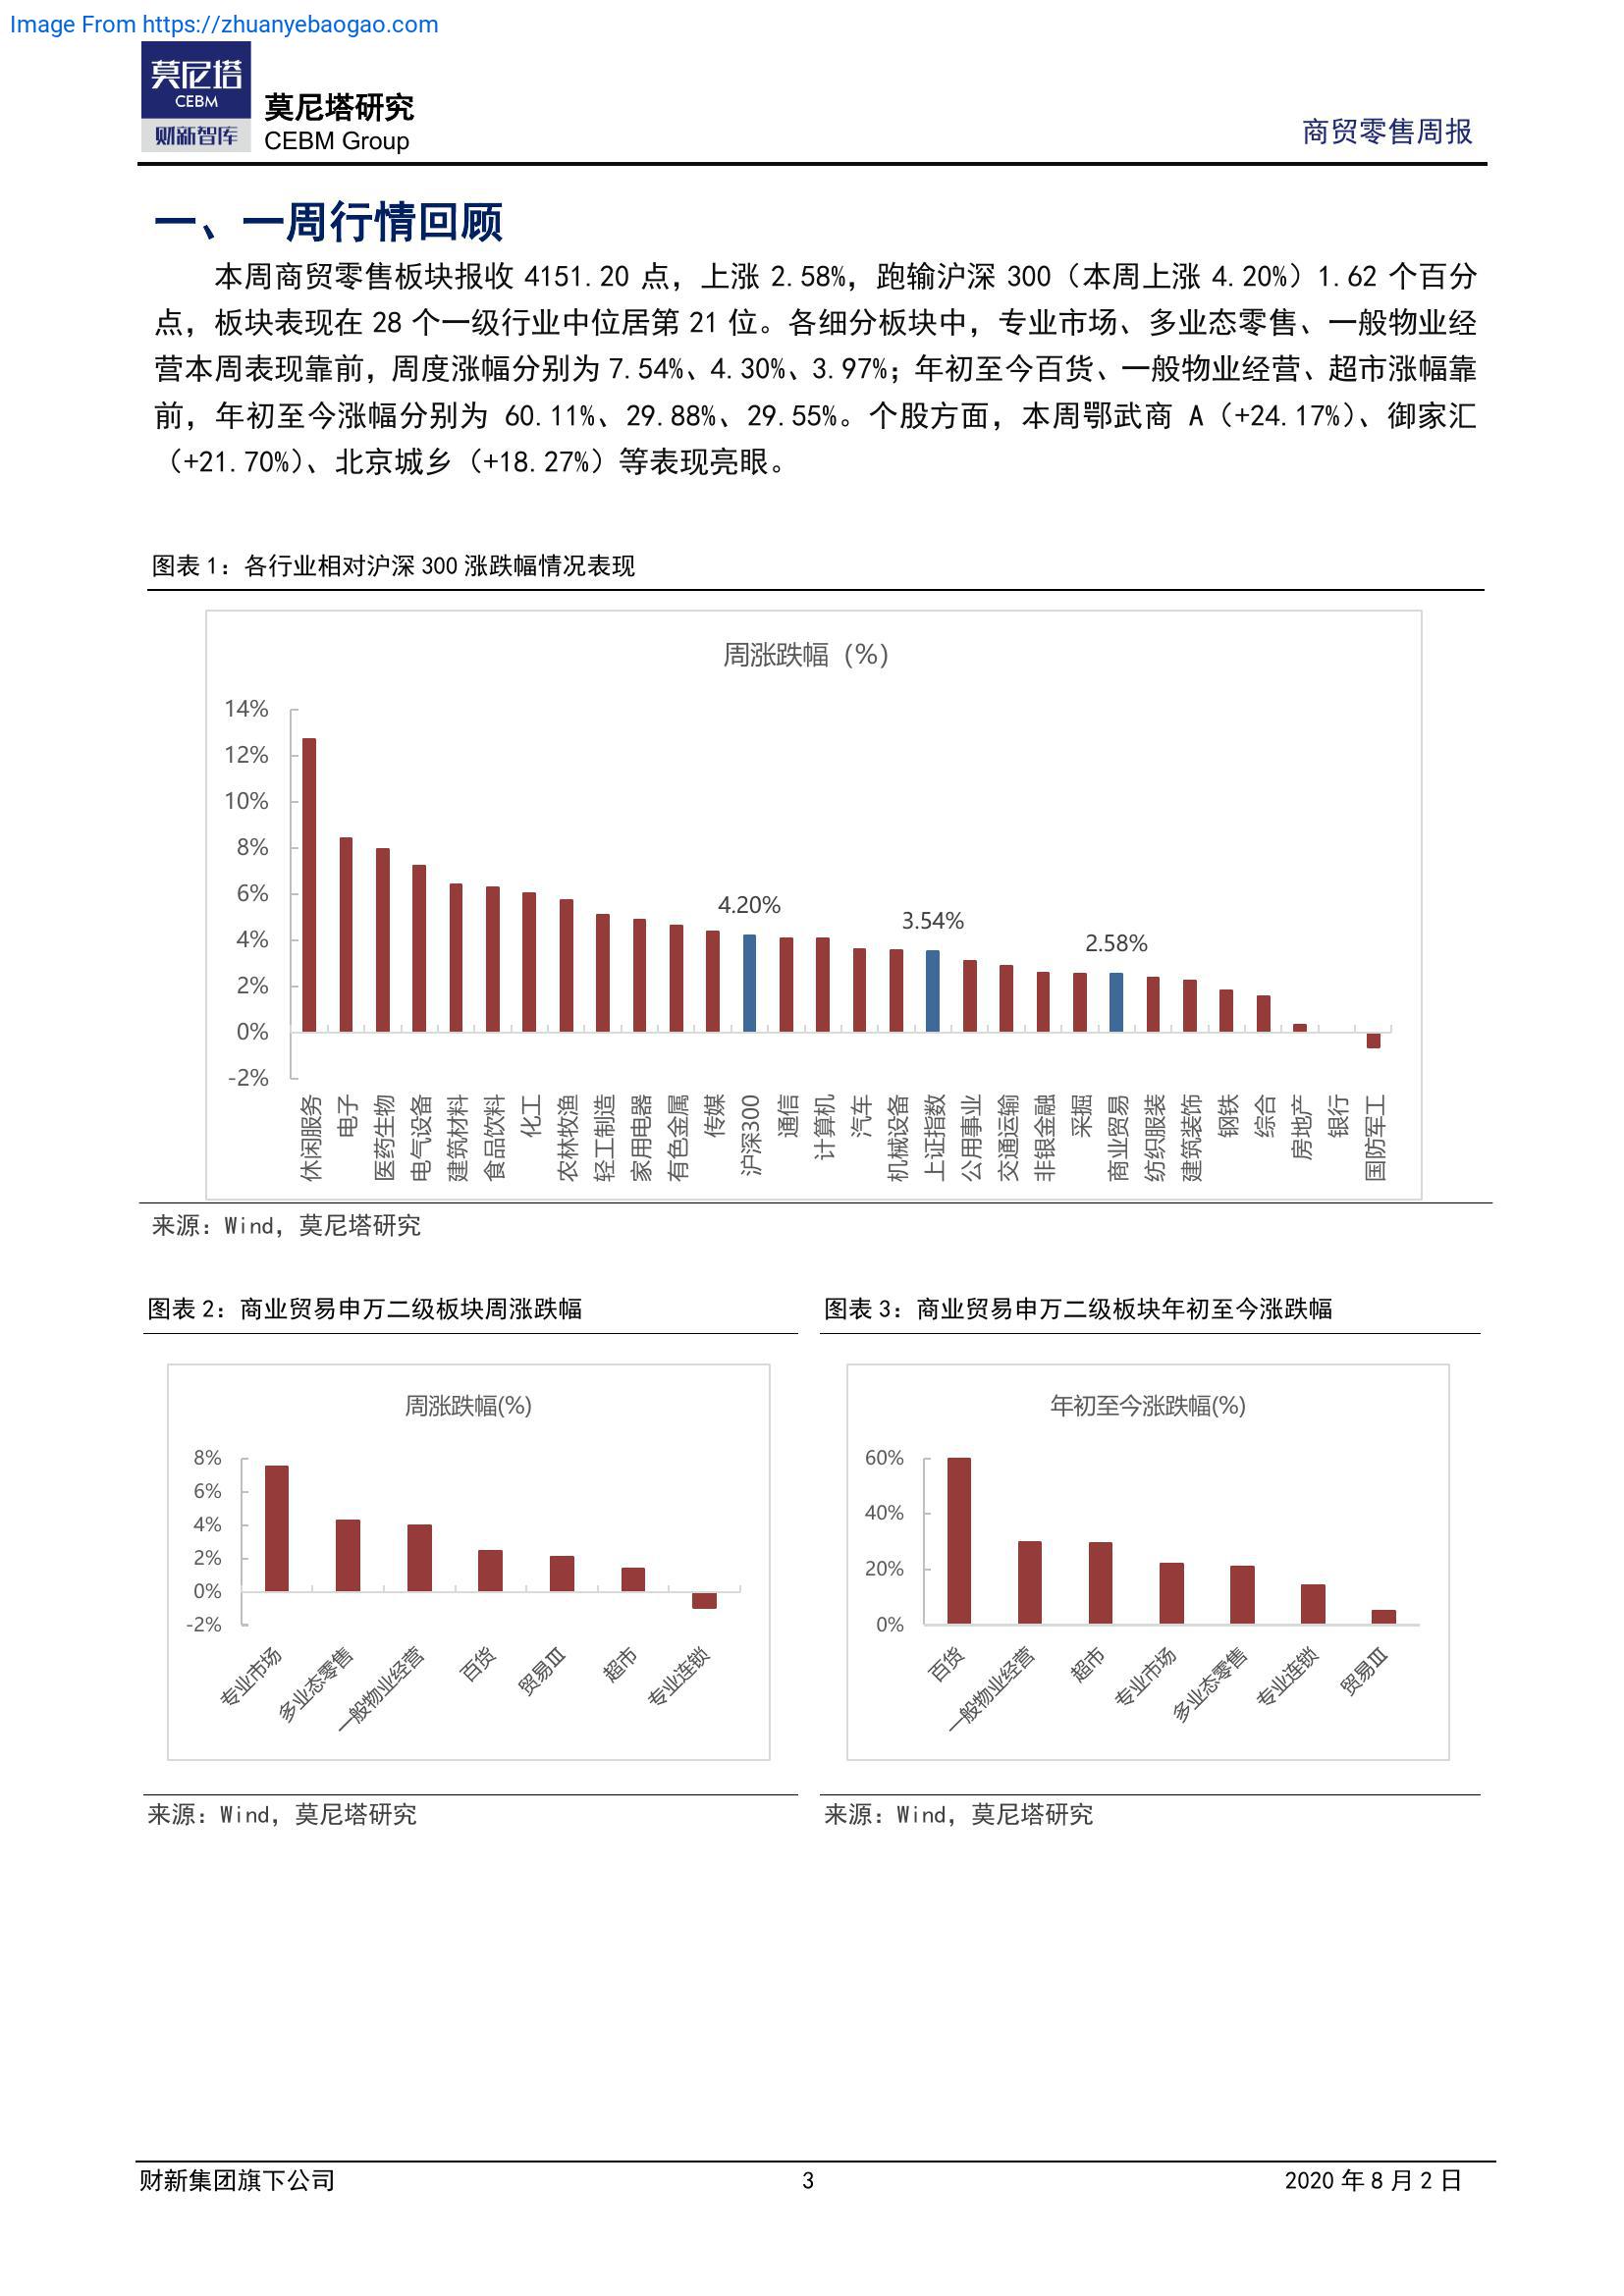 Image From https://zhuanyebaogao.com
莫尼塔
CEBM
财新智库
莫尼塔研究
CEBM Group
商贸零售周报
一、一周行情回顾
本周商贸零售板块报收 4151.20 点，上涨 2.58%，跑输沪深 300（本周上涨 4.20%）1.62 个百分
点，板块表现在 28 个一级行业中位居第 21 位。各细分板块中，专业市场、多业态零售、一般物业经
营本周表现靠前，周度涨幅分别为 7.54%、4.30%、3.97%；年初至今百货、一般物业经营、超市涨幅靠
前，年初至今涨幅分别为 60.11%、29.88%、29.55%。个股方面，本周鄂武商 A（+24.17%）、御家汇
（+21.70%）、北京城乡（+18.27%）等表现亮眼。
图表 1：各行业相对沪深 300 涨跌幅情况表现
周涨跌幅（%）
14%
12%
10%
8%
6%
4%
2%
0%
-2%
4.20%
3.54%
2.58%
休闲服务
电子
医药生物
电气设备
建筑材料
食品饮料
化工
农林牧渔
轻工制造
家用电器
有色金属
传媒
沪深300
通信
计算机
汽车
机械设备
上证指数
公用事业
交通运输
非银金融
采掘
商业贸易
纺织服装
建筑装饰
钢铁
综合
房地产
银行
国防军工
来源：Wind，莫尼塔研究
图表 2：商业贸易申万二级板块周涨跌幅
周涨跌幅(%)
8%
6%
4%
2%
0%
-2%
专业市场
多业态零售
一般物业经营
百货
贸易Ⅲ
超市
专业连锁
来源：Wind，莫尼塔研究
图表 3：商业贸易申万二级板块年初至今涨跌幅
年初至今涨跌幅(%)
60%
40%
20%
0%
百货
一般物业经营
超市
专业市场
多业态零售
专业连锁
贸易Ⅲ
来源：Wind，莫尼塔研究
财新集团旗下公司
3
2020 年 8 月 2 日